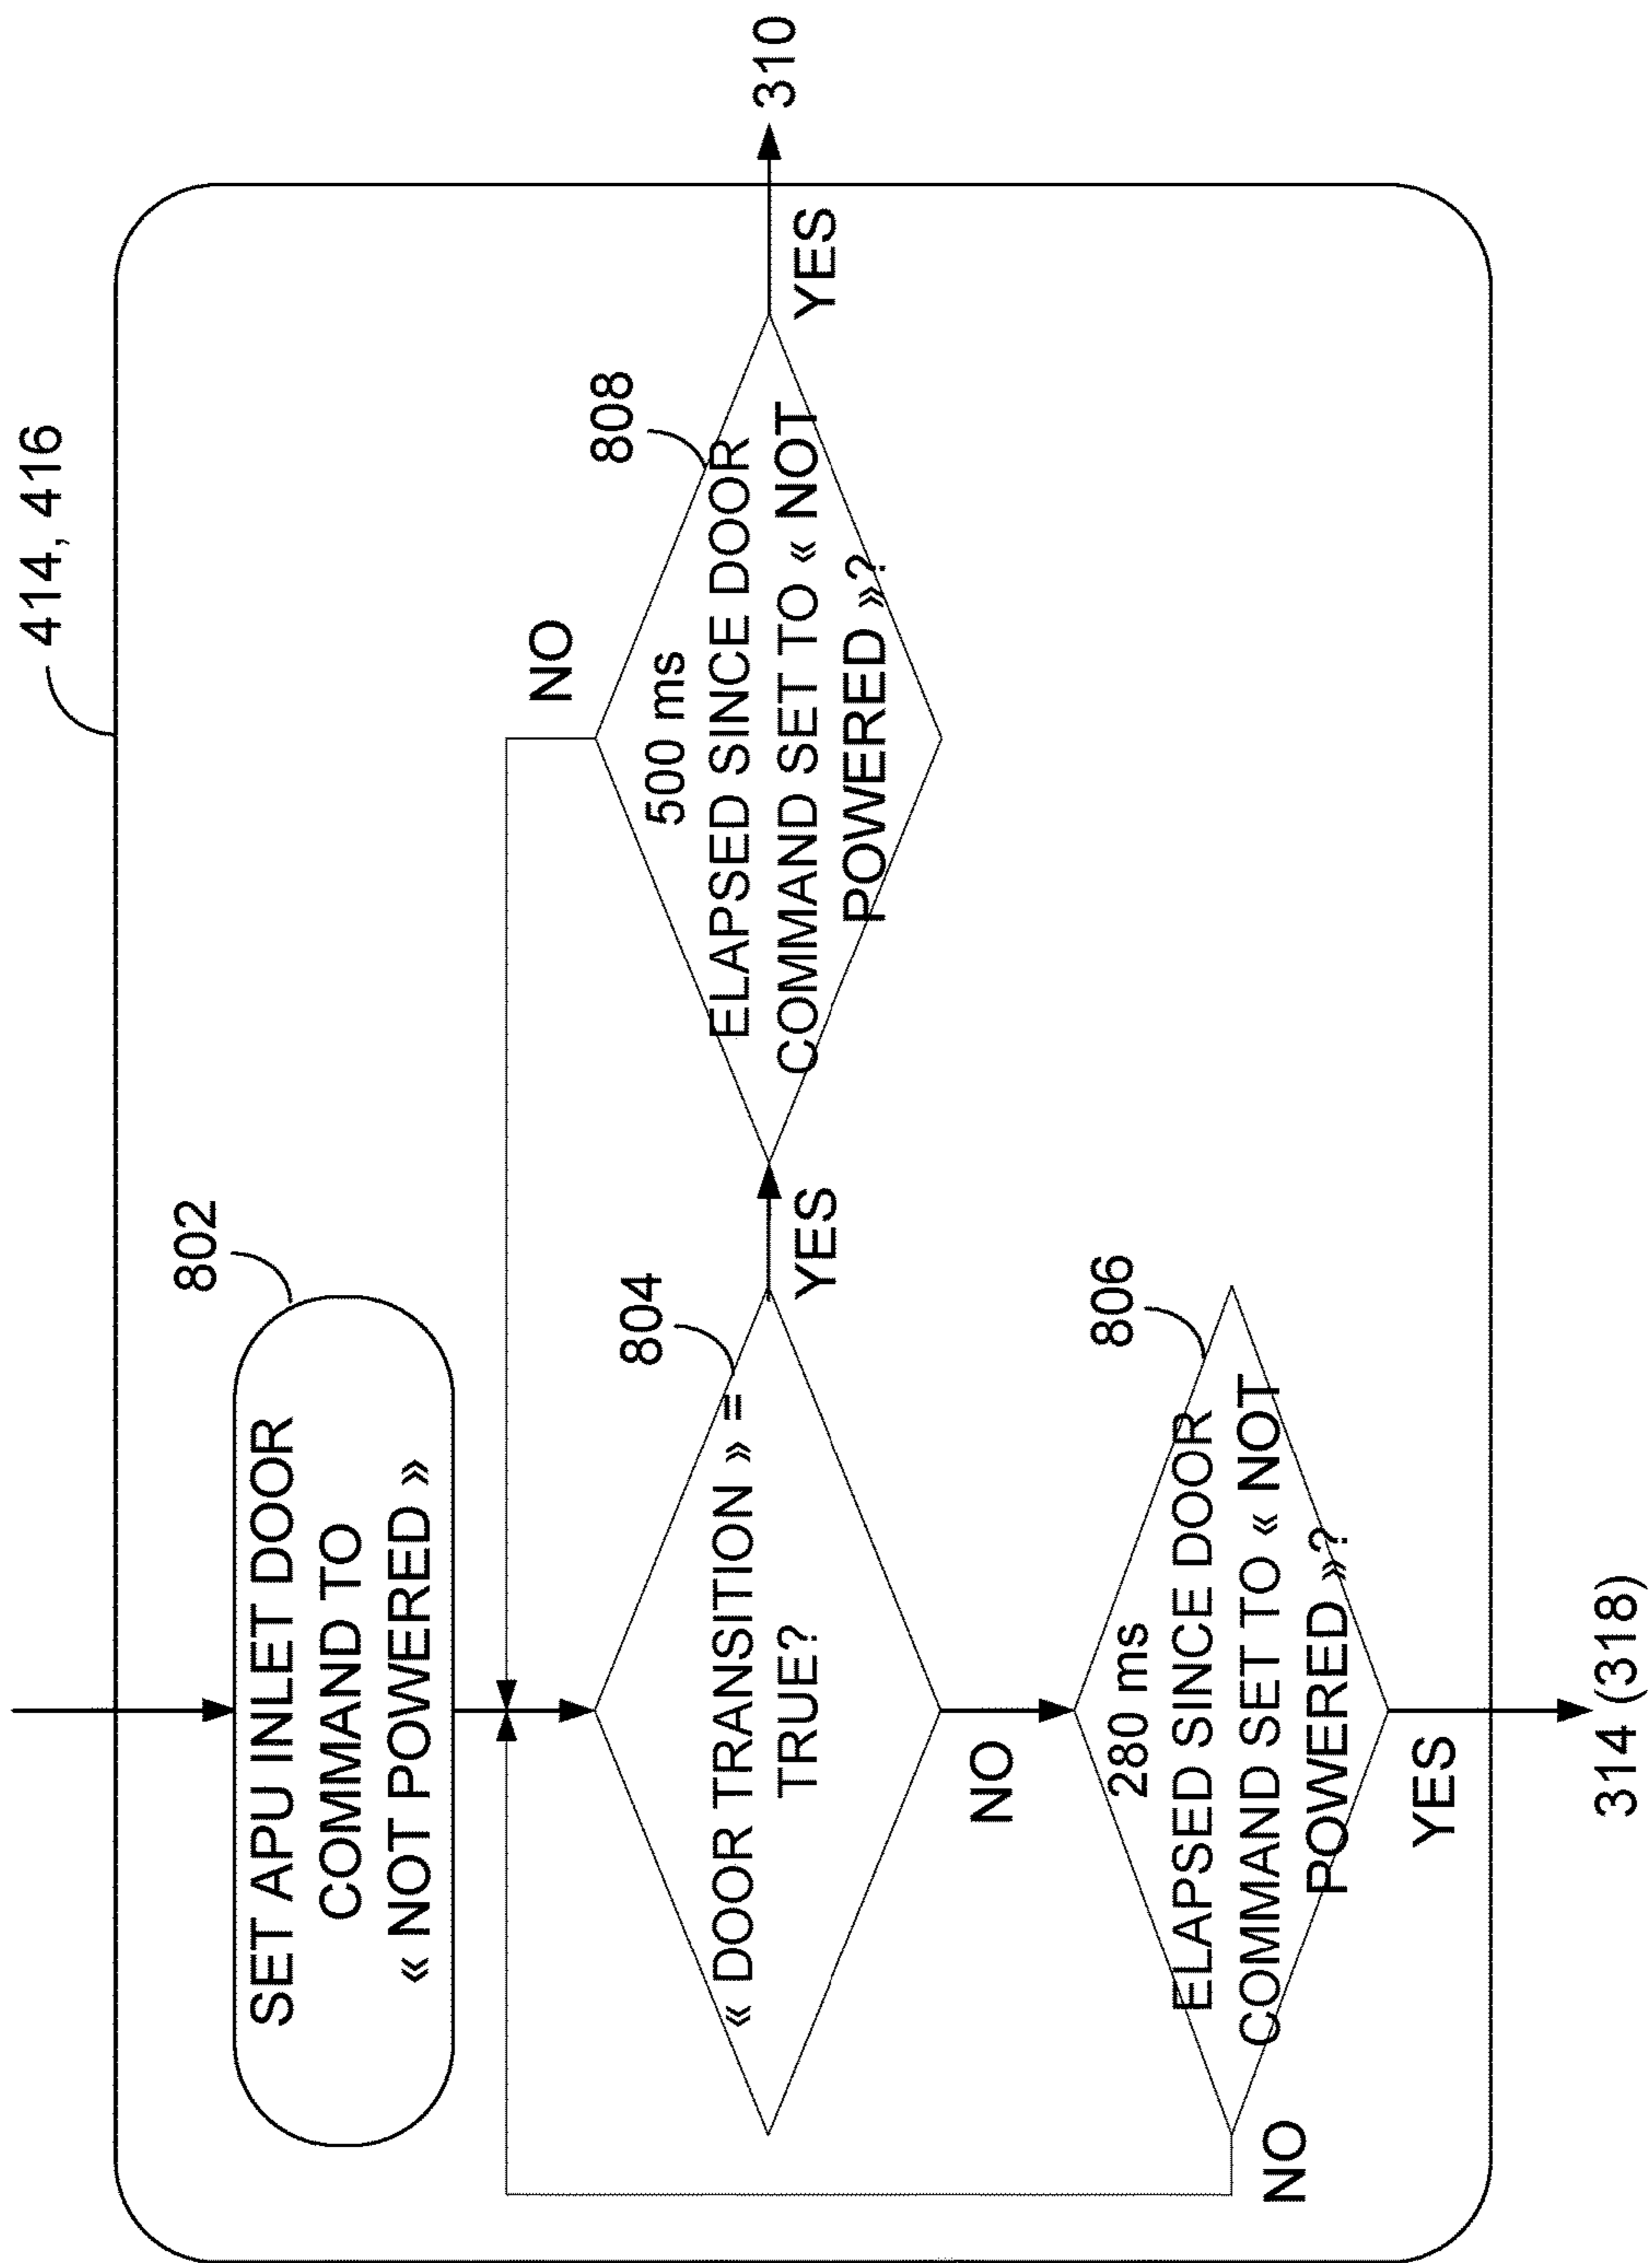 414, 416
802
SET APU INLET DOOR
COMMAND TO
« NOT POWERED »
NO
808
500 ms
ELAPSED SINCE DOOR
COMMAND SET TO « NOT
POWERED »?
YES
310
804
« DOOR TRANSITION » =
TRUE?
YES
NO
806
280 ms
ELAPSED SINCE DOOR
COMMAND SET TO « NOT
POWERED »?
NO
YES
314 (318)